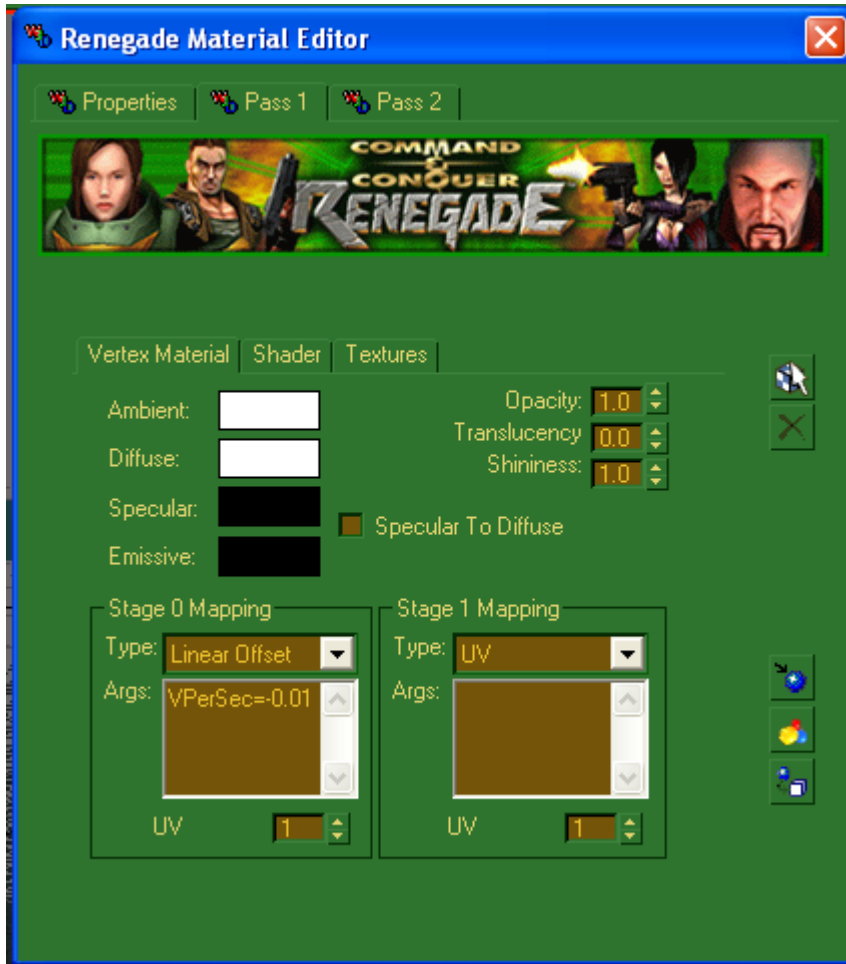 Renegade Material Editor
Properties Pass 1 Pass 2
COMMAND
&
CONQUER
RENEGADE
Vertex Material Shader Textures
Ambient:
Opacity: 1.0
Translucency 0.0
Diffuse:
Shininess: 1.0
Specular:
Specular To Diffuse
Emissive:
Stage 0 Mapping
Type: Linear Offset
Args: VPerSec=-0.01
UV 1
Stage 1 Mapping
Type: UV
Args:
UV 1